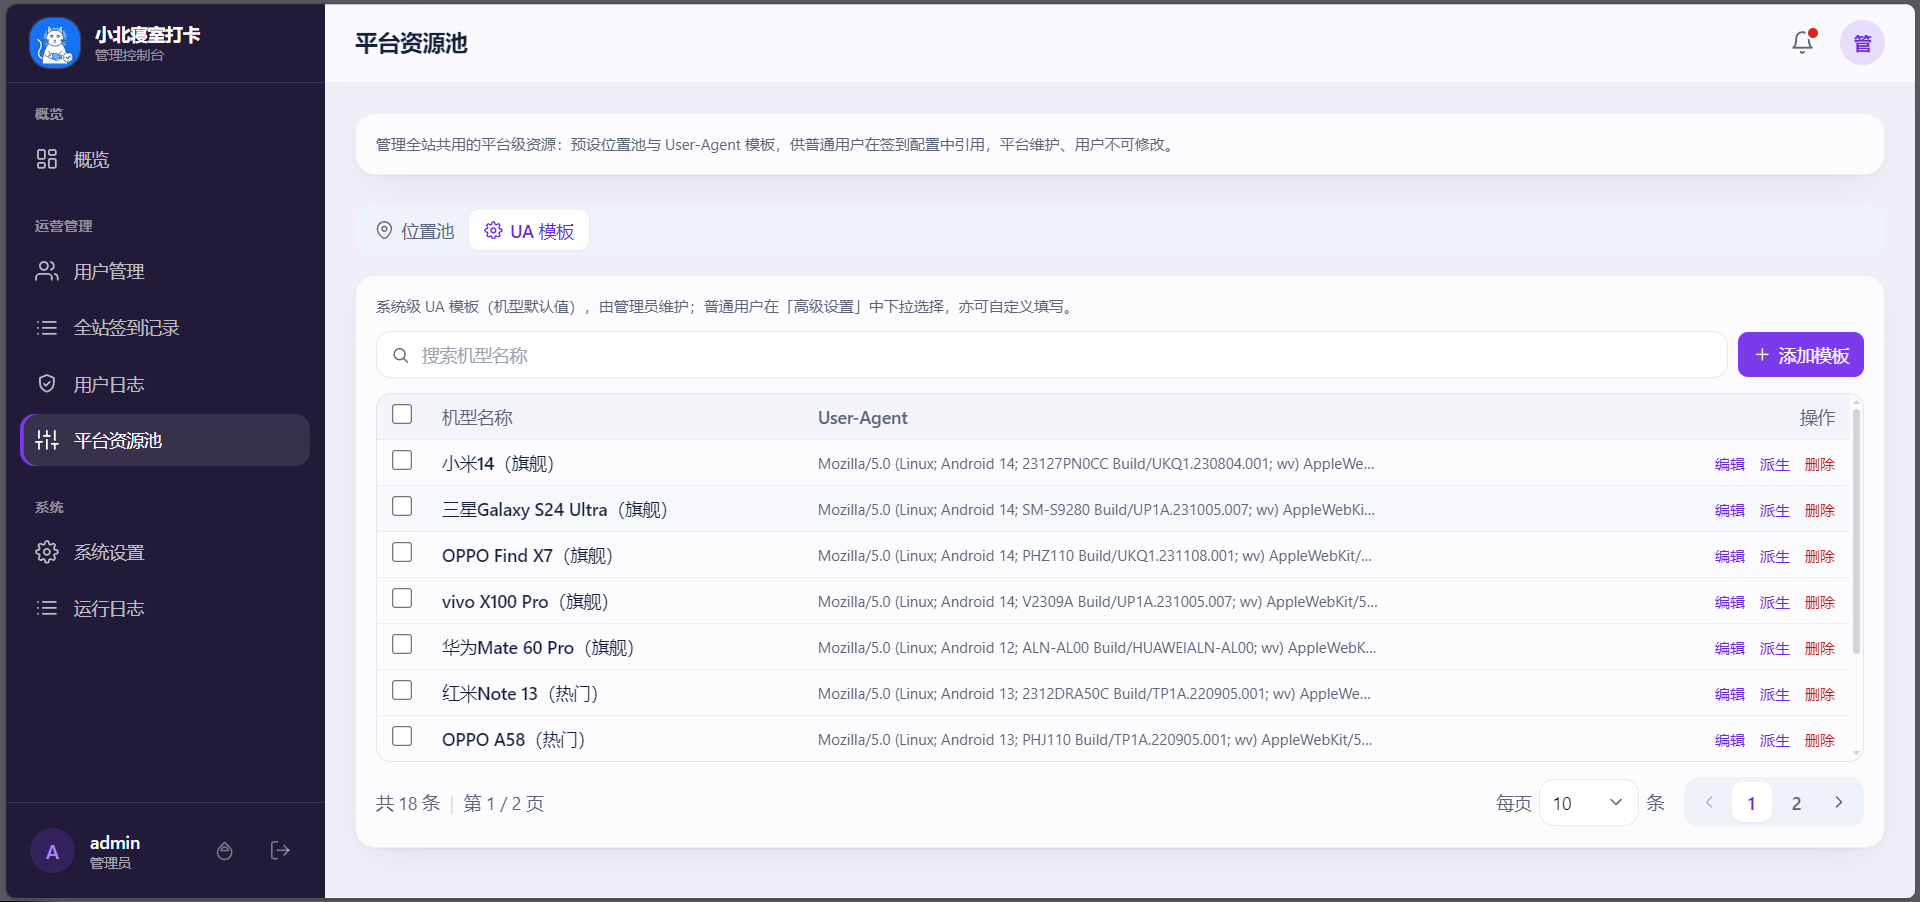 小北寝室打卡
管理控制台
概览
概览
运营管理
用户管理
全站签到记录
用户日志
平台资源池
系统
系统设置
运行日志
A
admin
管理员
平台资源池
管
管理全站共用的平台级资源：预设位置池与 User-Agent 模板，供普通用户在签到配置中引用，平台维护、用户不可修改。
位置池
UA 模板
系统级 UA 模板（机型默认值），由管理员维护；普通用户在「高级设置」中下拉选择，亦可自定义填写。
搜索机型名称
添加模板
机型名称 User-Agent 操作
小米14（旗舰） Mozilla/5.0 (Linux; Android 14; 23127PN0CC Build/UKQ1.230804.001; wv) AppleWe... 编辑 派生 删除
三星Galaxy S24 Ultra（旗舰） Mozilla/5.0 (Linux; Android 14; SM-S9280 Build/UP1A.231005.007; wv) AppleWebKi... 编辑 派生 删除
OPPO Find X7（旗舰） Mozilla/5.0 (Linux; Android 14; PHZ110 Build/UKQ1.231108.001; wv) AppleWebKit/... 编辑 派生 删除
vivo X100 Pro（旗舰） Mozilla/5.0 (Linux; Android 14; V2309A Build/UP1A.231005.007; wv) AppleWebKit/5... 编辑 派生 删除
华为Mate 60 Pro（旗舰） Mozilla/5.0 (Linux; Android 12; ALN-AL00 Build/HUAWEIALN-AL00; wv) AppleWebK... 编辑 派生 删除
红米Note 13（热门） Mozilla/5.0 (Linux; Android 13; 2312DRA50C Build/TP1A.220905.001; wv) AppleWe... 编辑 派生 删除
OPPO A58（热门） Mozilla/5.0 (Linux; Android 13; PHJ110 Build/TP1A.220905.001; wv) AppleWebKit/5... 编辑 派生 删除
共 18 条 | 第 1 / 2 页
每页 10 条
1 2